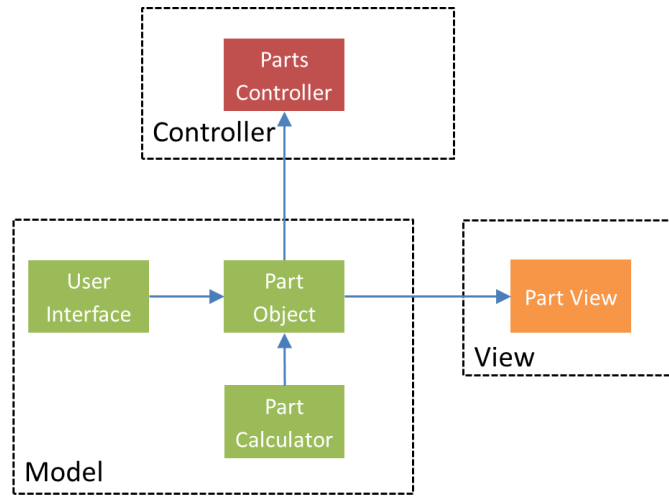 Parts
Controller
Controller
User
Interface
Part
Object
Part View
View
Part
Calculator
Model